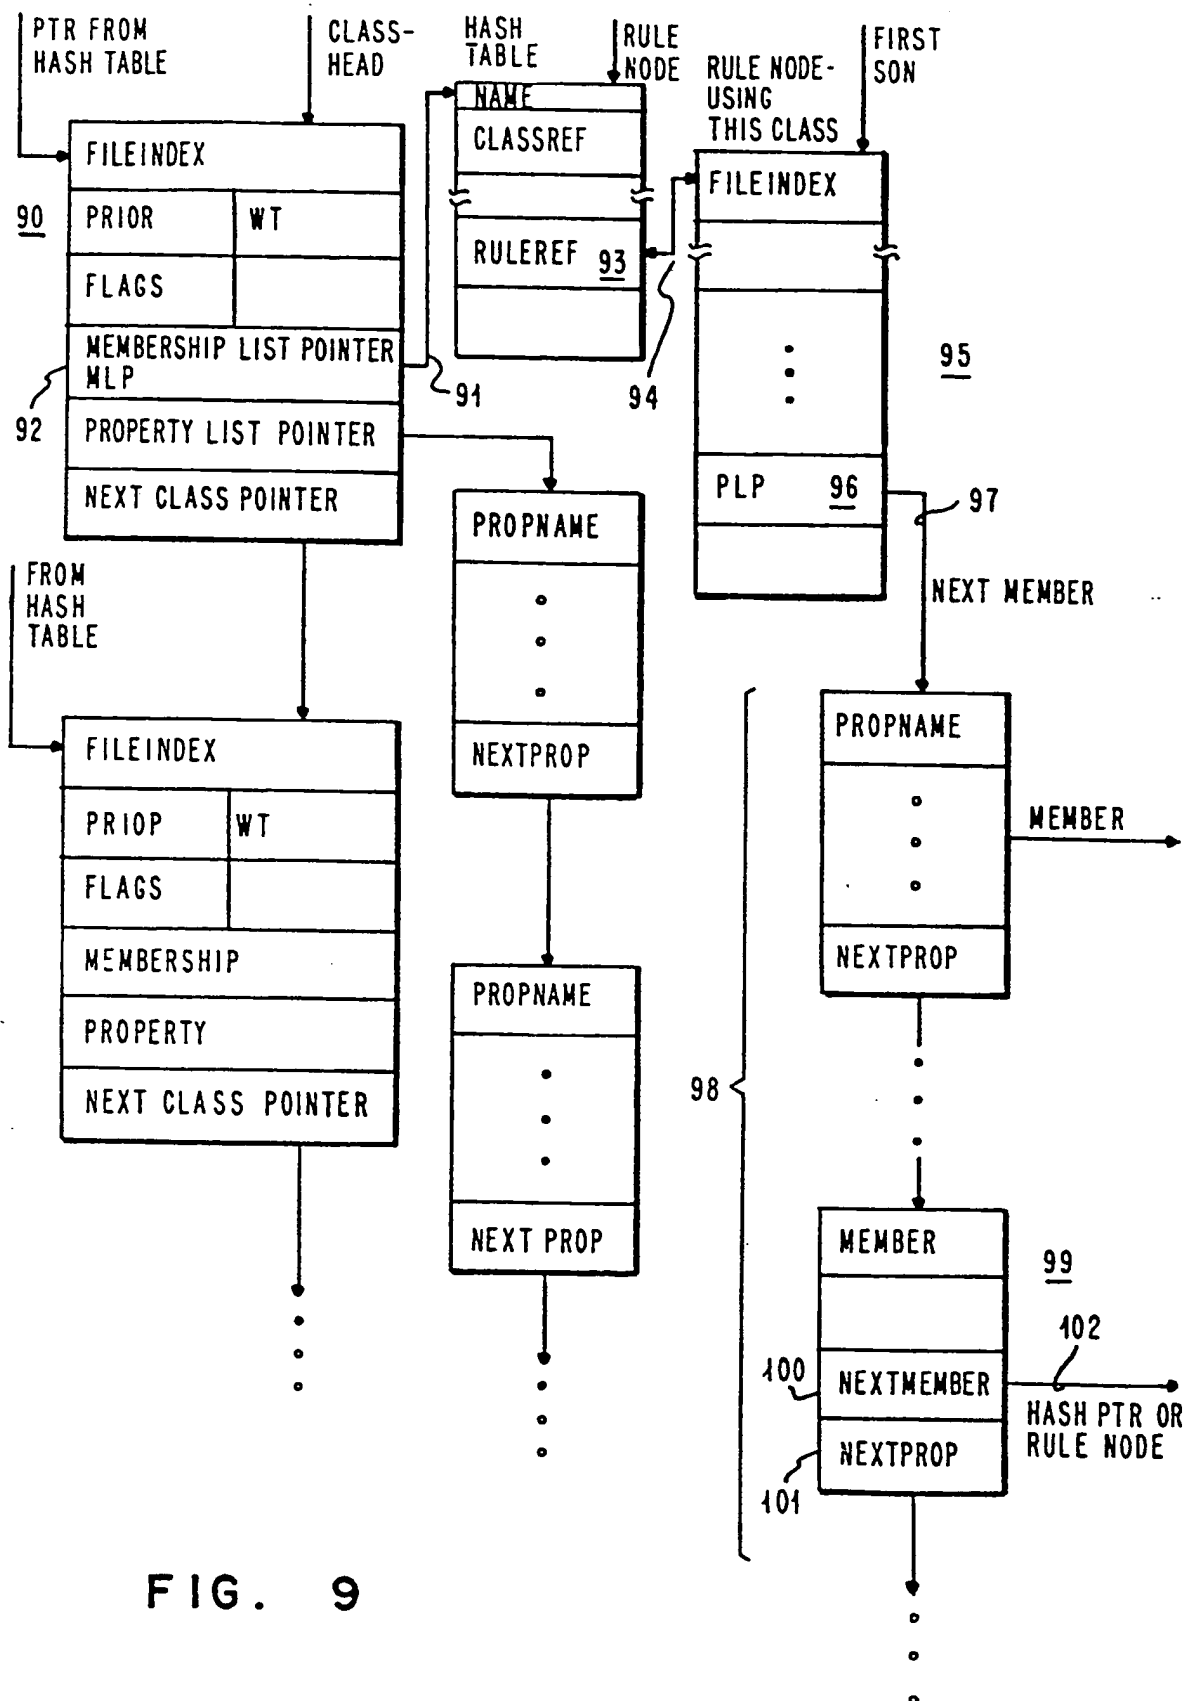 PTR FROM
HASH TABLE
CLASS-
HEAD
HASH
TABLE
RULE
NODE
RULE NODE-
USING
THIS CLASS
FIRST
SON
FILEINDEX
90
PRIOR
WT
FLAGS
MEMBERSHIP LIST POINTER
MLP
92
PROPERTY LIST POINTER
NEXT CLASS POINTER
NAME
CLASSREF
RULEREF 93
91
94
FILEINDEX
95
PLP 96
97
NEXT MEMBER
FROM
HASH
TABLE
FILEINDEX
PRIOP
WT
FLAGS
MEMBERSHIP
PROPERTY
NEXT CLASS POINTER
PROPNAME
NEXTPROP
PROPNAME
NEXT PROP
98
PROPNAME
MEMBER
NEXTPROP
MEMBER
99
100
NEXTMEMBER
102
HASH PTR OR
RULE NODE
NEXTPROP
101
FIG. 9